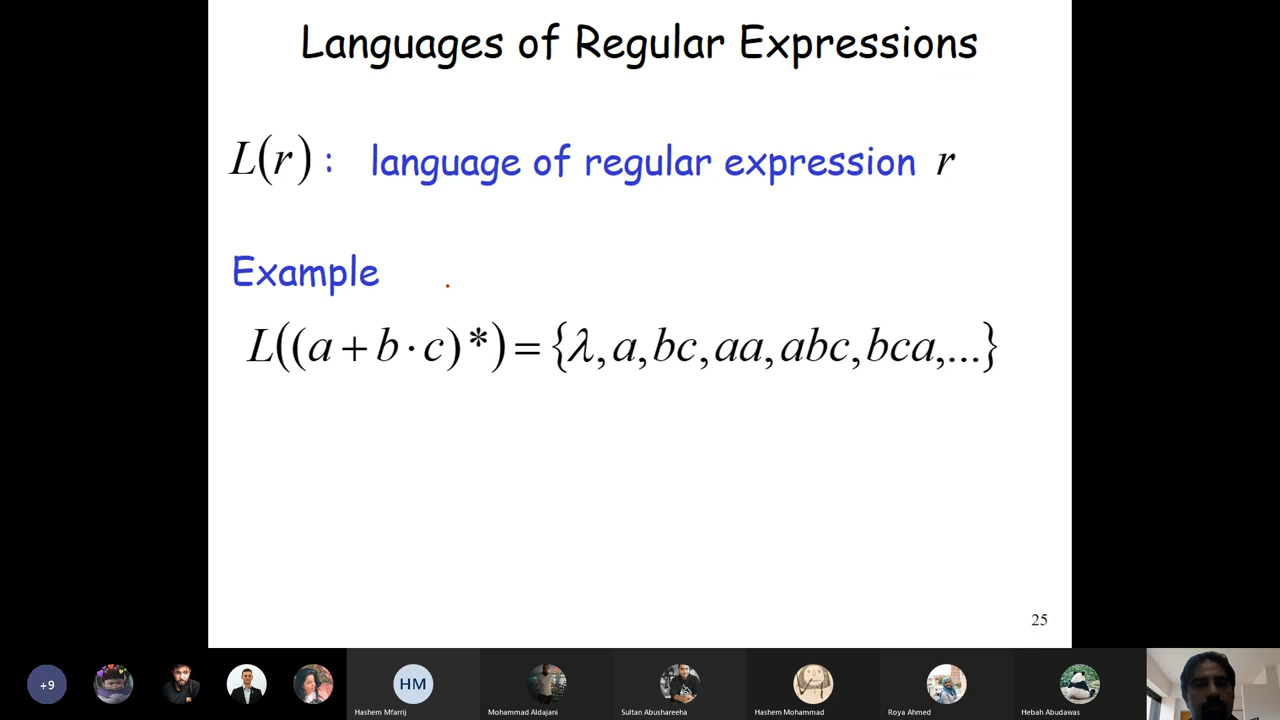 Languages of Regular Expressions
L(r) : language of regular expression r
Example
L((a + b · c) *) = {λ, a, bc, aa, abc, bca,...}
25
+9
HM
Hashem Mfarrij
Mohammad Aldajani
Sultan Abushareeha
Hashem Mohammad
Roya Ahmed
Hebah Abudawas